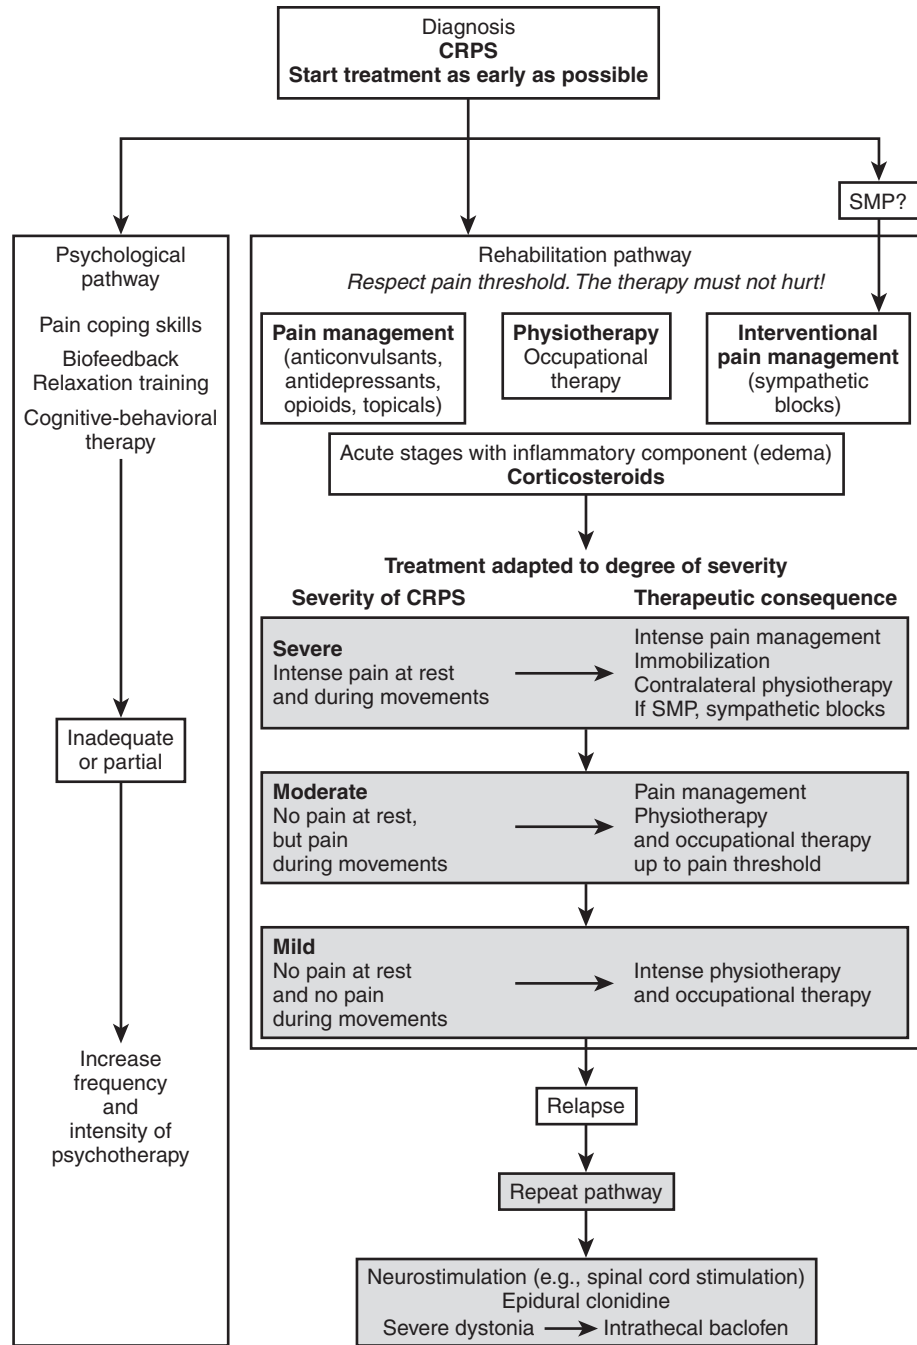 Diagnosis
CRPS
Start treatment as early as possible
SMP?
Psychological
pathway
Pain coping skills
Biofeedback
Relaxation training
Cognitive-behavioral
therapy
Inadequate
or partial
Increase
frequency
and
intensity of
psychotherapy
Rehabilitation pathway
Respect pain threshold. The therapy must not hurt!
Pain management
(anticonvulsants,
antidepressants,
opioids, topicals)
Physiotherapy
Occupational
therapy
Interventional
pain management
(sympathetic
blocks)
Acute stages with inflammatory component (edema)
Corticosteroids
Treatment adapted to degree of severity
Severity of CRPS
Therapeutic consequence
Severe
Intense pain at rest
and during movements
Intense pain management
Immobilization
Contralateral physiotherapy
If SMP, sympathetic blocks
Moderate
No pain at rest,
but pain
during movements
Pain management
Physiotherapy
and occupational therapy
up to pain threshold
Mild
No pain at rest
and no pain
during movements
Intense physiotherapy
and occupational therapy
Relapse
Repeat pathway
Neurostimulation (e.g., spinal cord stimulation)
Epidural clonidine
Severe dystonia
Intrathecal baclofen